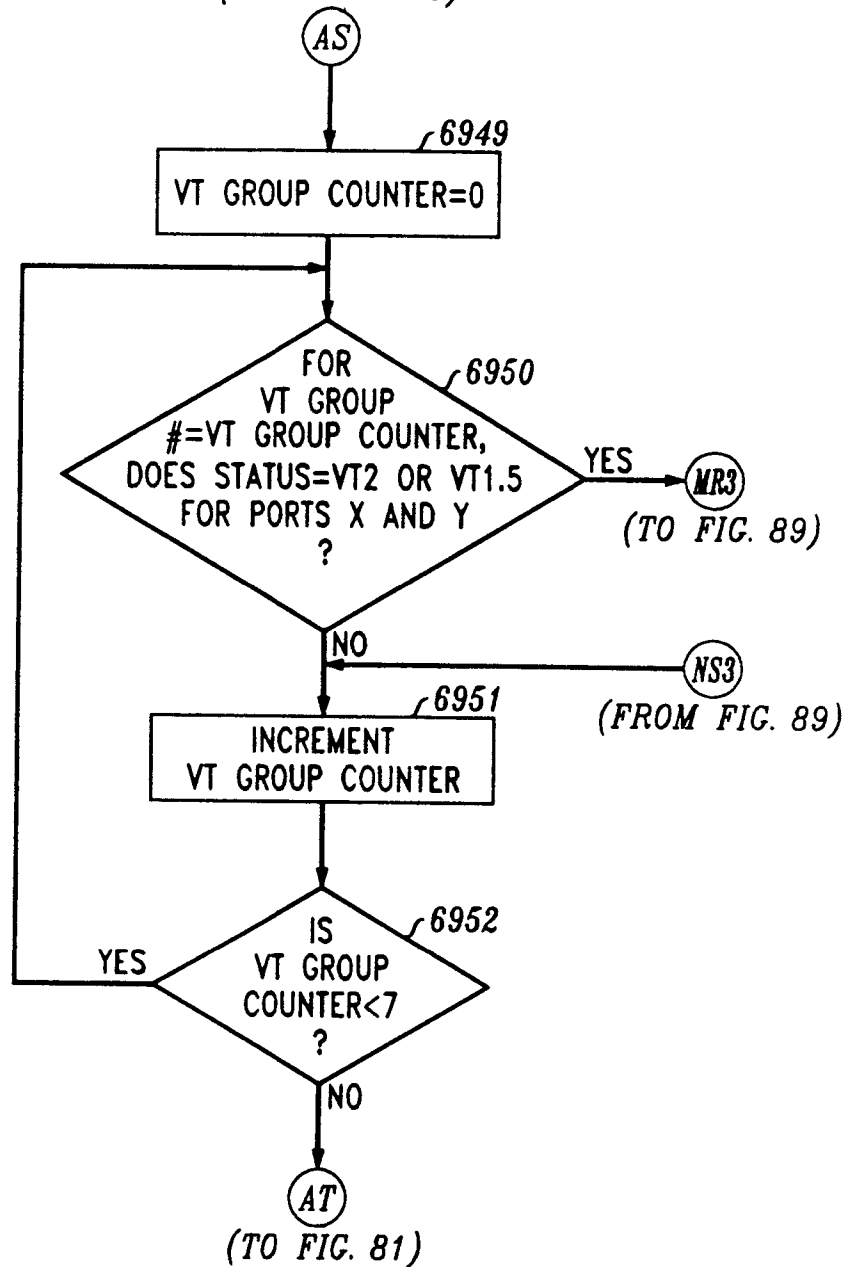 AS
6949
VT GROUP COUNTER=0
FOR
VT GROUP
#=VT GROUP COUNTER,
DOES STATUS=VT2 OR VT1.5
FOR PORTS X AND Y
?
6950
YES
MR3
(TO FIG. 89)
NO
NS3
(FROM FIG. 89)
6951
INCREMENT
VT GROUP COUNTER
6952
IS
VT GROUP
COUNTER<7
?
YES
NO
AT
(TO FIG. 81)